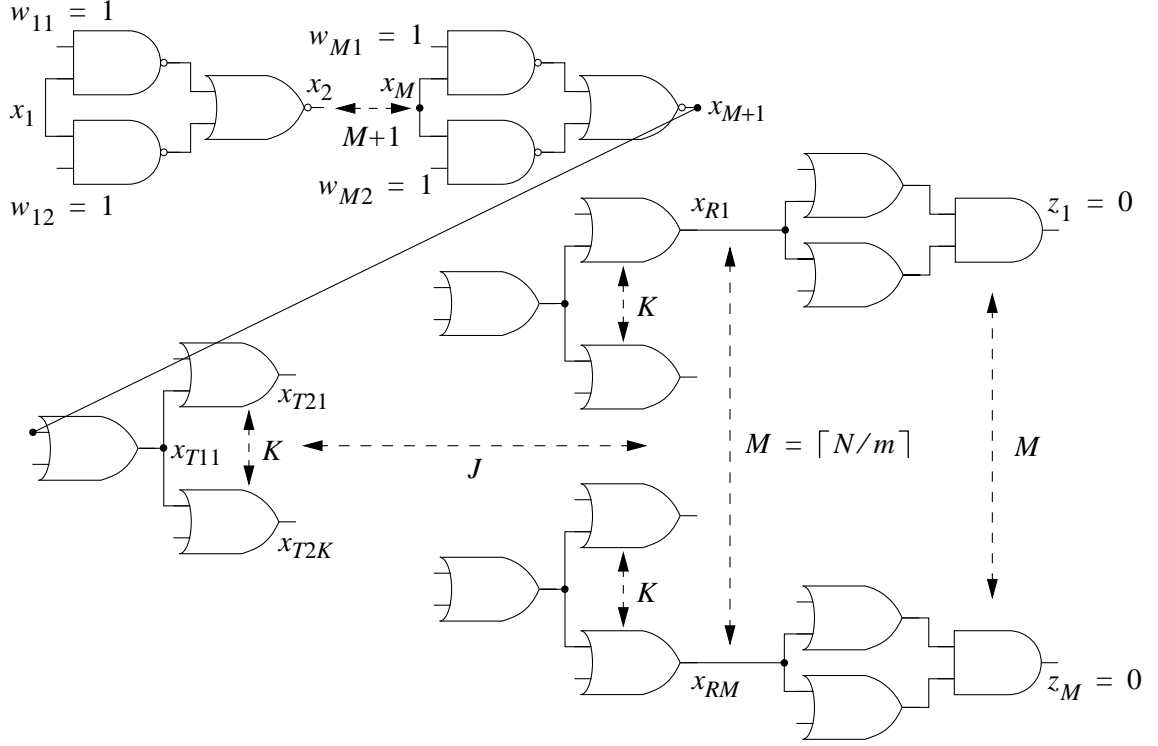 w11 = 1
x1
w12 = 1
x2
M+1
wM1 = 1
xM
wM2 = 1
xM+1
xR1
z1 = 0
K
xT21
xT11
K
J
M = ⌈N/m⌉
M
xT2K
K
xRM
zM = 0